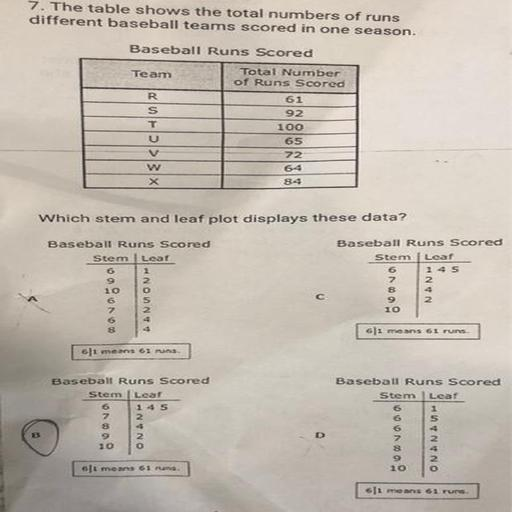 7. The table shows the total numbers of runs
different baseball teams scored in one season.
Baseball Runs Scored
Team Total Number of Runs Scored
R 61
S 92
T 100
U 65
V 72
W 64
X 84
Which stem and leaf plot displays these data?
A
Baseball Runs Scored
Stem Leaf
6 1
9 2
10 0
6 5
7 2
6 4
8 4
6|1 means 61 runs.
B
Baseball Runs Scored
Stem Leaf
6 1 4 5
7 2
8 4
9 2
10 0
6|1 means 61 runs.
C
Baseball Runs Scored
Stem Leaf
6 1 4 5
7 2
8 4
9 2
10
6|1 means 61 runs.
D
Baseball Runs Scored
Stem Leaf
6 1
6 5
6 4
7 2
8 4
9 2
10 0
6|1 means 61 runs.